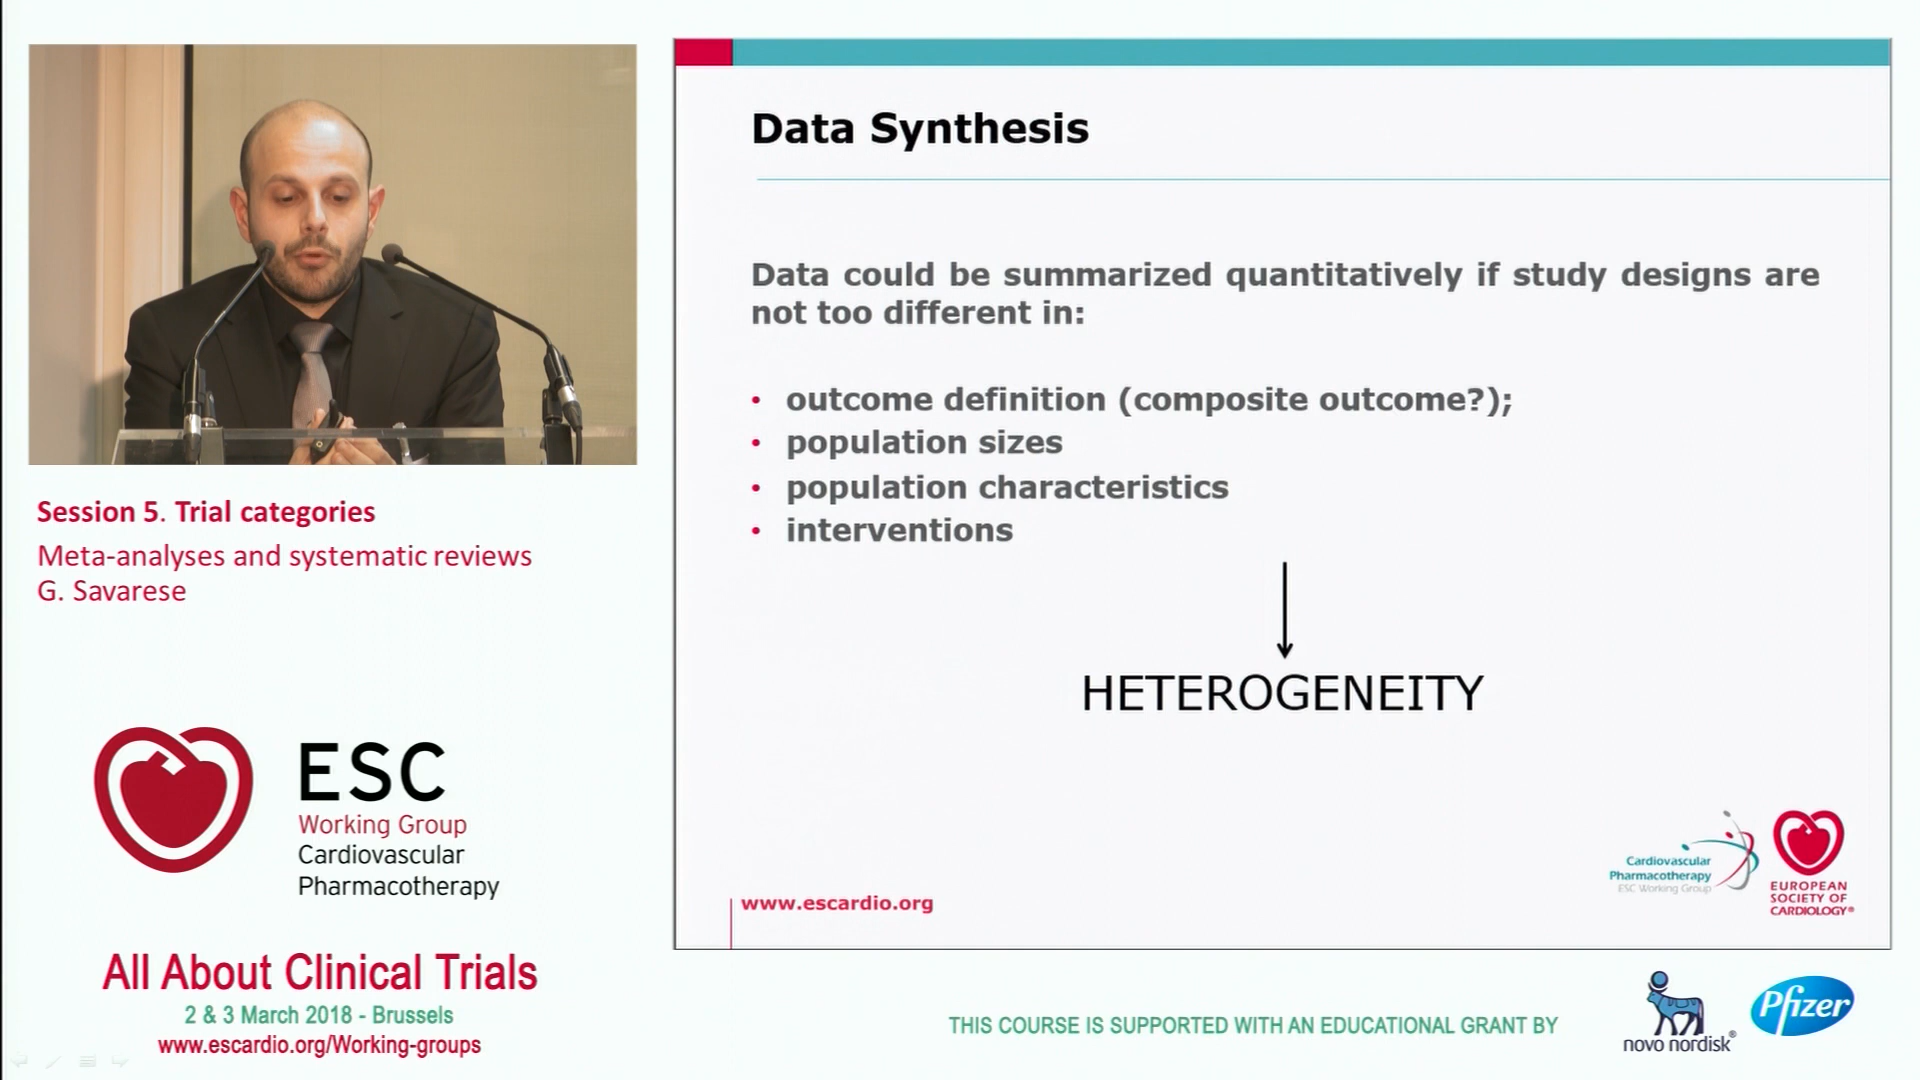 Session 5. Trial categories
Meta-analyses and systematic reviews
G. Savarese
ESC
Working Group
Cardiovascular
Pharmacotherapy
All About Clinical Trials
2 & 3 March 2018 - Brussels
www.escardio.org/Working-groups
Data Synthesis
Data could be summarized quantitatively if study designs are
not too different in:
• outcome definition (composite outcome?);
• population sizes
• population characteristics
• interventions
HETEROGENEITY
www.escardio.org
Cardiovascular
Pharmacotherapy
ESC Working Group
EUROPEAN
SOCIETY OF
CARDIOLOGY®
THIS COURSE IS SUPPORTED WITH AN EDUCATIONAL GRANT BY
novo nordisk®
Pfizer